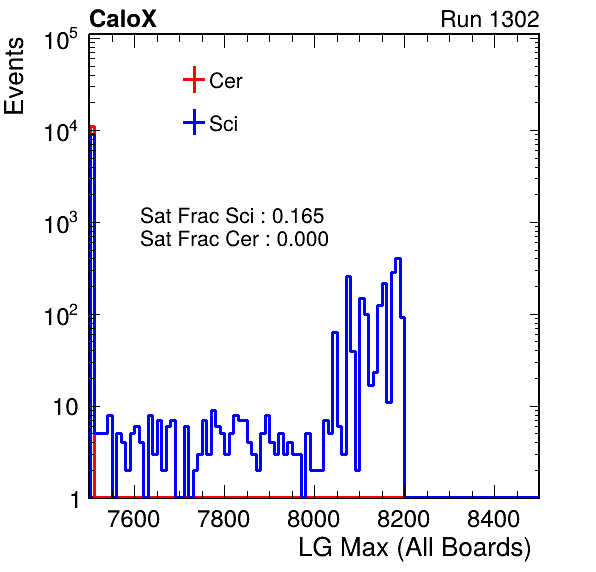 CaloX Run 1302
Events
10^5
10^4
10^3
10^2
10
1
Cer
Sci
Sat Frac Sci : 0.165
Sat Frac Cer : 0.000
7600 7800 8000 8200 8400
LG Max (All Boards)